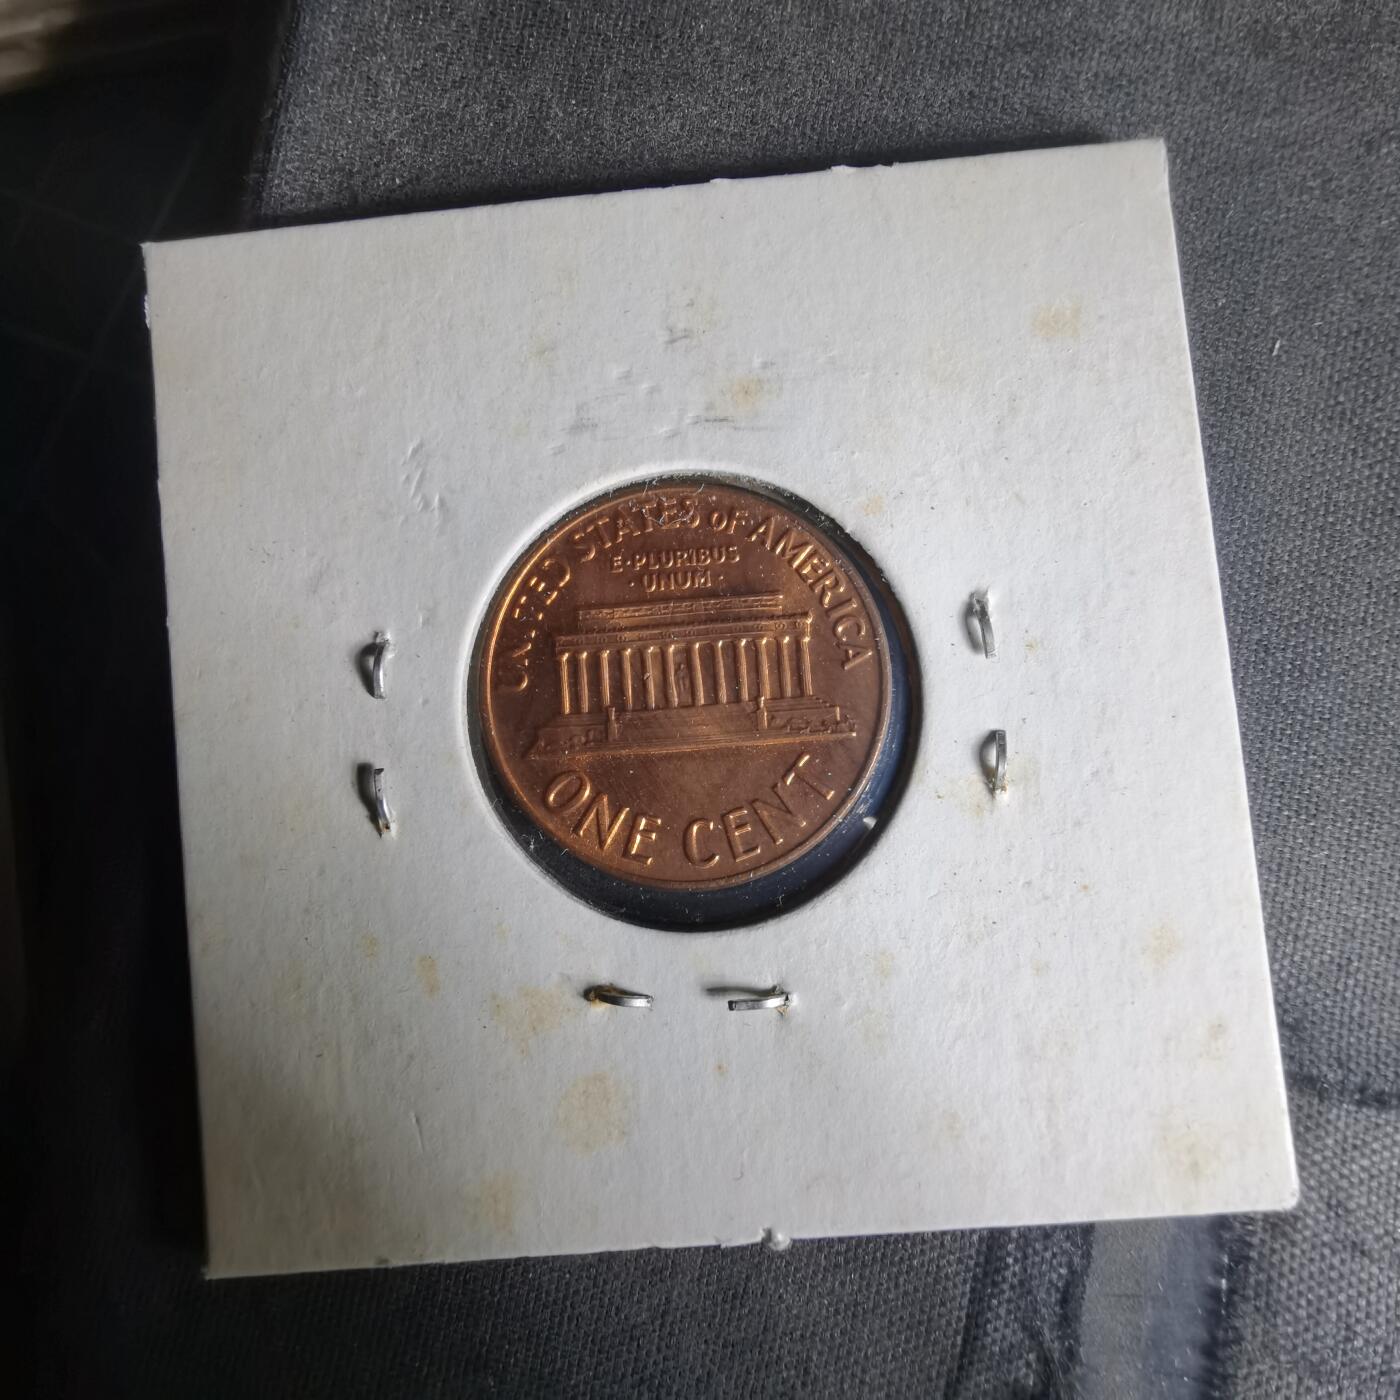 UNITED STATES OF AMERICA
E·PLURIBUS
·UNUM·
ONE CENT